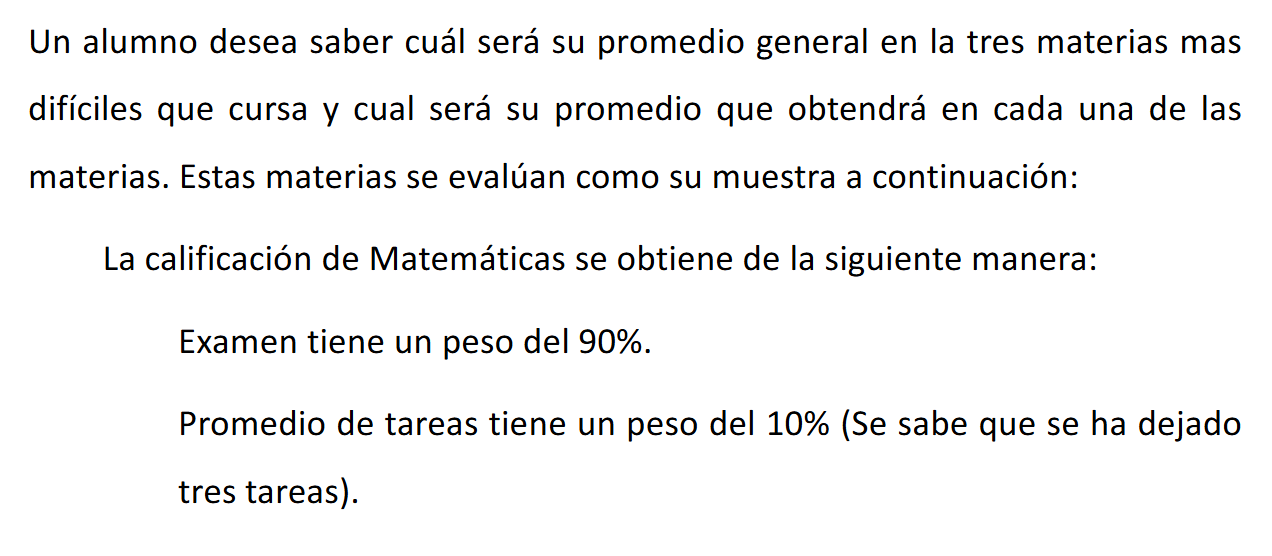 Un alumno desea saber cuál será su promedio general en la tres materias mas
difíciles que cursa y cual será su promedio que obtendrá en cada una de las
materias. Estas materias se evalúan como su muestra a continuación:
La calificación de Matemáticas se obtiene de la siguiente manera:
Examen tiene un peso del 90%.
Promedio de tareas tiene un peso del 10% (Se sabe que se ha dejado
tres tareas).